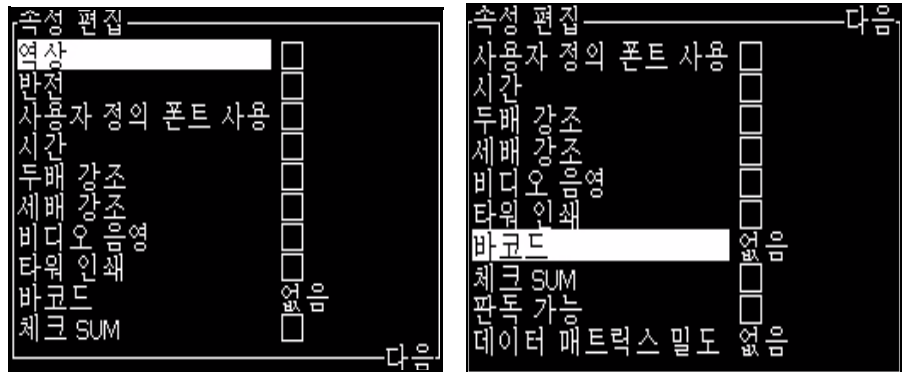 속성 편집
역상
반전
사용자 정의 폰트 사용
시간
두배 강조
세배 강조
비디오 음영
타워 인쇄
바코드 없음
체크 SUM
다음
속성 편집 다음
사용자 정의 폰트 사용
시간
두배 강조
세배 강조
비디오 음영
타워 인쇄
바코드 없음
체크 SUM
판독 가능
데이터 매트릭스 밀도 없음